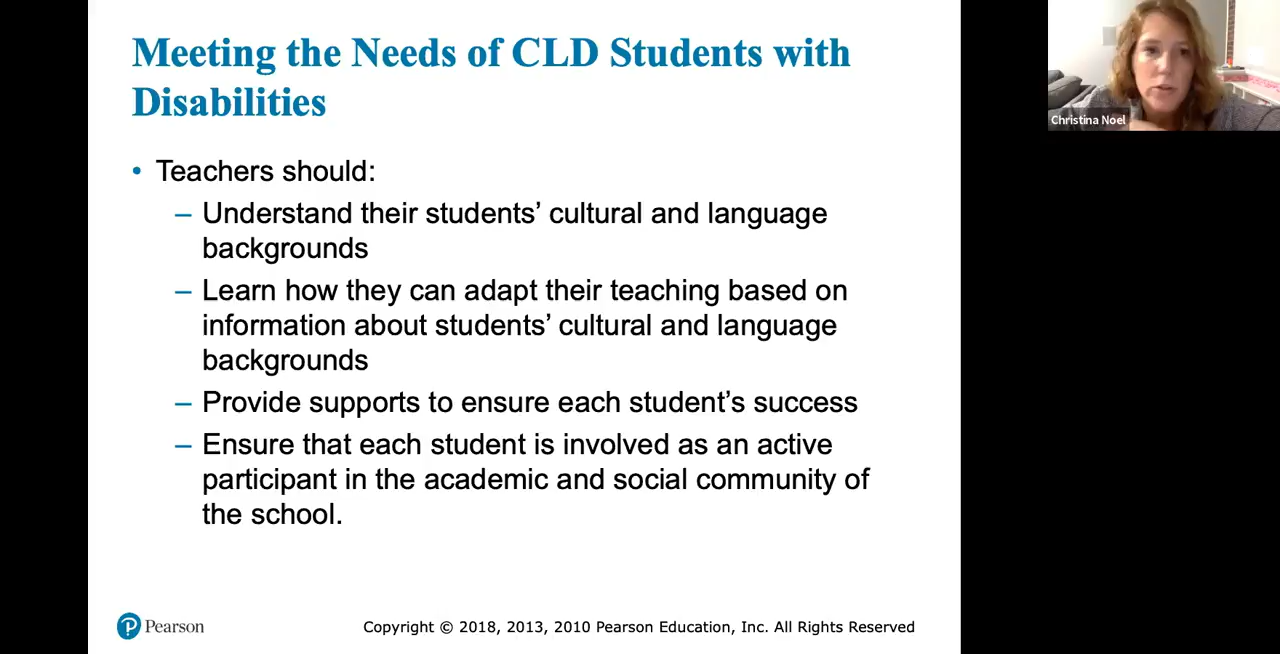 Meeting the Needs of CLD Students with
Disabilities
• Teachers should:
– Understand their students’ cultural and language
backgrounds
– Learn how they can adapt their teaching based on
information about students’ cultural and language
backgrounds
– Provide supports to ensure each student’s success
– Ensure that each student is involved as an active
participant in the academic and social community of
the school.
Pearson
Copyright © 2018, 2013, 2010 Pearson Education, Inc. All Rights Reserved
Christina Noel